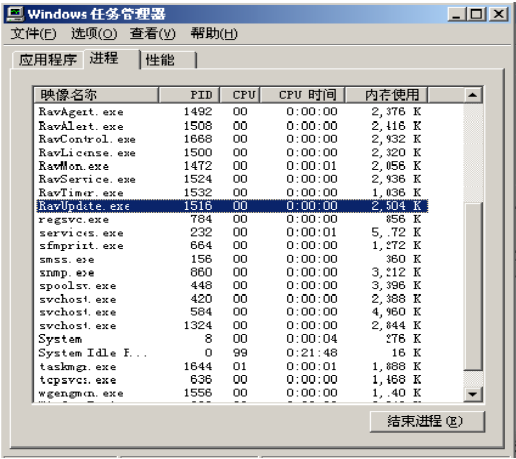 Windows 任务管理器
文件(F) 选项(O) 查看(V) 帮助(H)
应用程序 进程 性能
映像名称 PID CPU CPU 时间 内存使用
RavAgent.exe 1492 00 0:00:00 2,376 K
RavAlert.exe 1508 00 0:00:00 2,416 K
RavControl.exe 1668 00 0:00:00 2,932 K
RavLicense.exe 1500 00 0:00:00 2,320 K
RavMon.exe 1472 00 0:00:01 2,056 K
RavService.exe 1524 00 0:00:00 2,936 K
RavTimer.exe 1532 00 0:00:00 1,036 K
RavUpdate.exe 1516 00 0:00:00 2,504 K
regsvc.exe 784 00 0:00:00 856 K
services.exe 232 00 0:00:01 K
sfmprint.exe 664 00 0:00:00 1,272 K
smss.exe 156 00 0:00:00 360 K
snmp.exe 860 00 0:00:00 3,212 K
spoolsv.exe 448 00 0:00:00 3,396 K
svchost.exe 420 00 0:00:00 2,388 K
svchost.exe 584 00 0:00:00 4,960 K
svchost.exe 1324 00 0:00:00 2,844 K
System 8 00 0:00:04 276 K
System Idle P... 0 99 0:21:48 16 K
taskmgr.exe 1644 01 0:00:01 1,888 K
tcpsvcs.exe 636 00 0:00:00 1,468 K
wgengmon.exe 1556 00 0:00:00 K
结束进程(E)